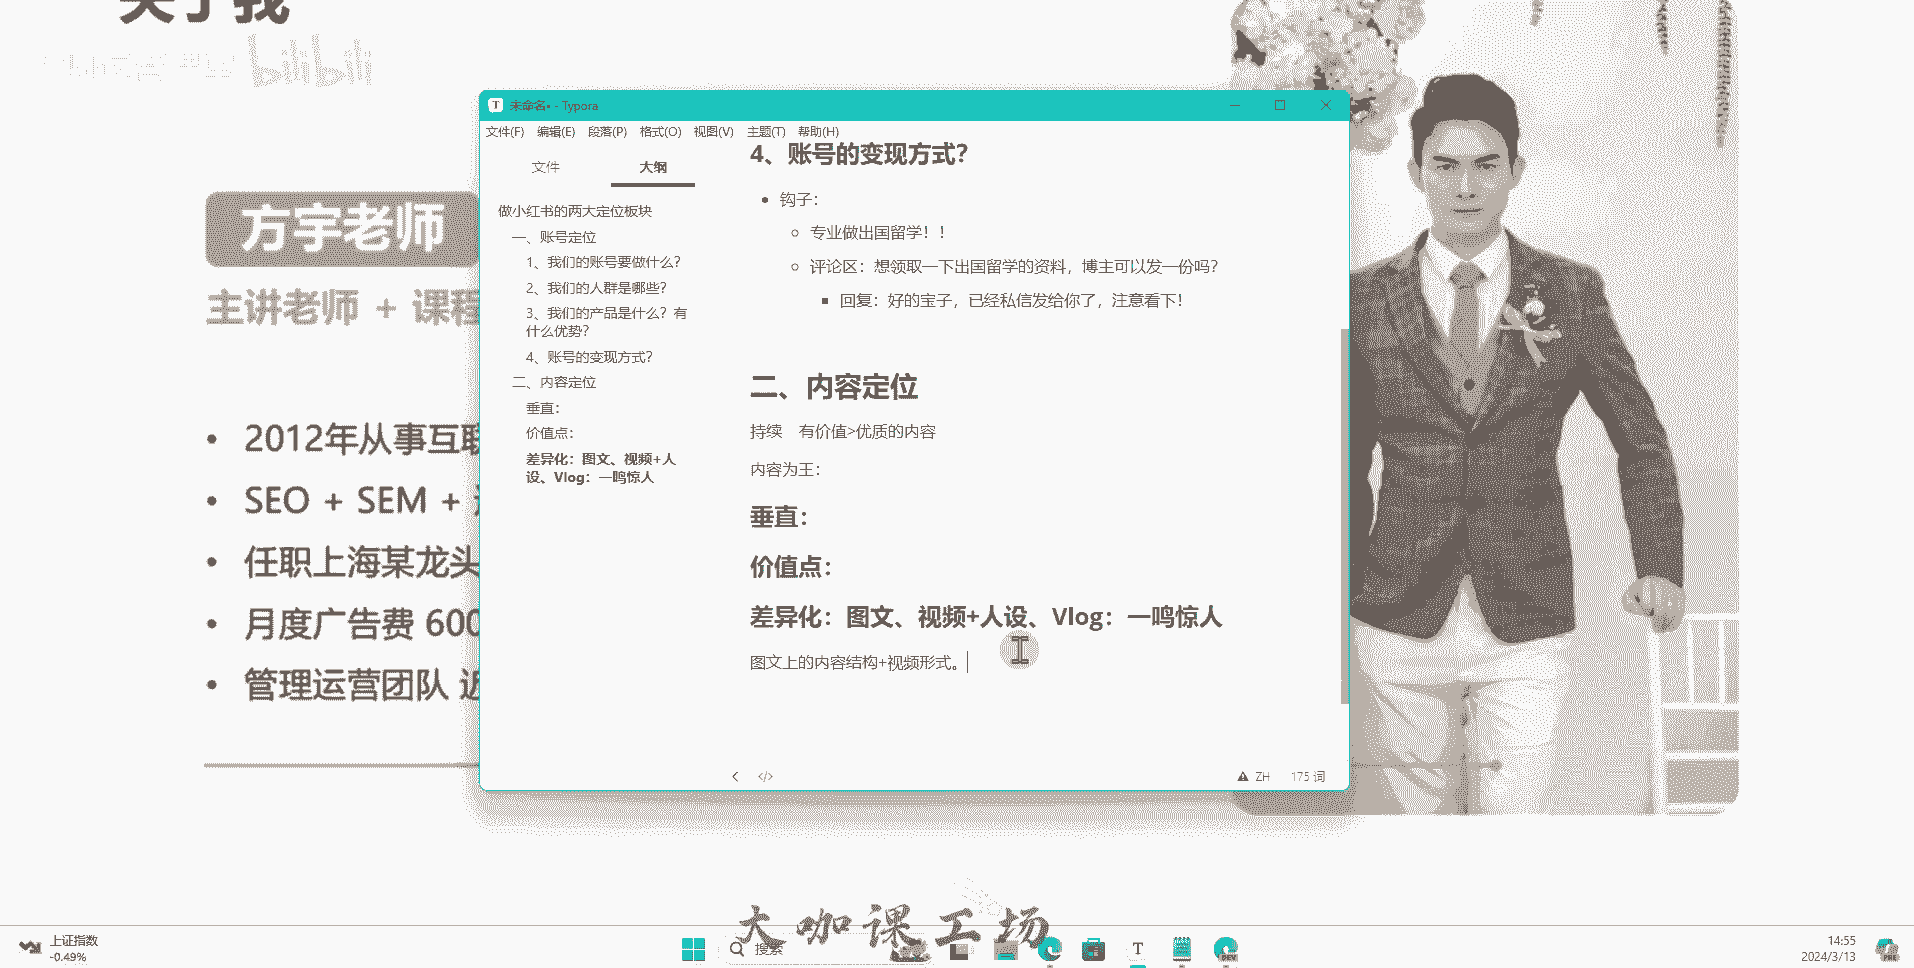 关于我
bilibili
未命名• - Typora
文件(F) 编辑(E) 段落(P) 格式(O) 视图(V) 主题(T) 帮助(H)
文件 大纲
做小红书的两大定位板块
一、账号定位
1、我们的账号要做什么？
2、我们的人群是哪些？
3、我们的产品是什么？有
什么优势？
4、账号的变现方式？
二、内容定位
垂直：
价值点：
差异化：图文、视频+人
设、Vlog：一鸣惊人
4、账号的变现方式？
钩子：
专业做出国留学！！
评论区：想领取一下出国留学的资料，博主可以发一份吗？
回复：好的宝子，已经私信发给你了，注意看下！
二、内容定位
持续 有价值>优质的内容
内容为王：
垂直：
价值点：
差异化：图文、视频+人设、Vlog：一鸣惊人
图文上的内容结构+视频形式。
ZH 175 词
方宇老师
主讲老师 + 课程
2012年从事互联
SEO + SEM +
任职上海某龙头
月度广告费 600
管理运营团队 近
大咖课工场
上证指数
-0.49%
搜索
DEV
14:55
2024/3/13
PRE